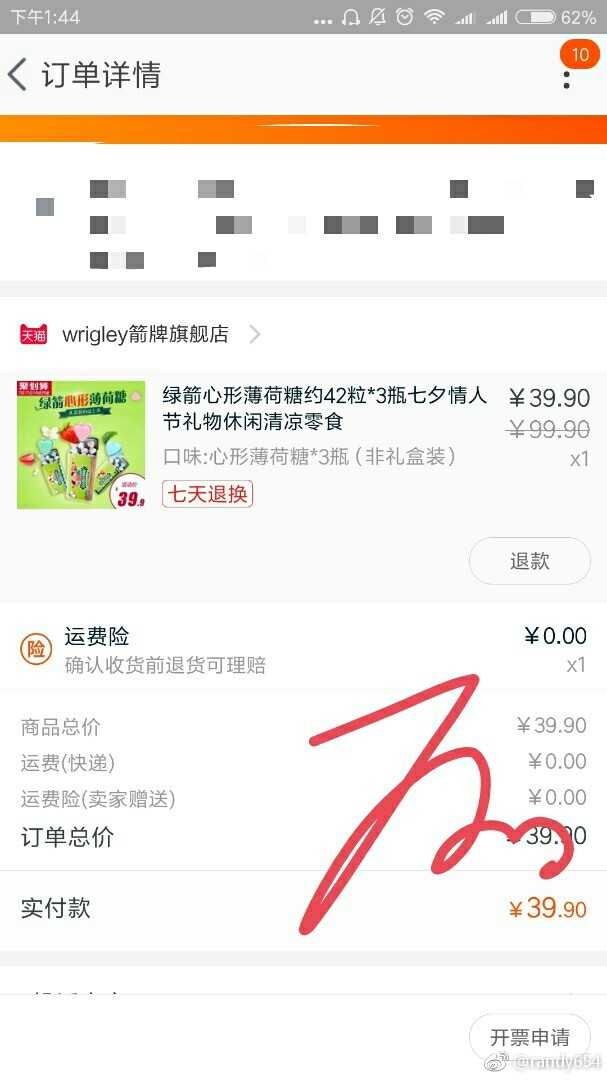 下午1:44
62%
订单详情
10
天猫
wrigley箭牌旗舰店
聚划算
绿箭心形薄荷糖
活动价
¥39.9
绿箭心形薄荷糖约42粒*3瓶七夕情人
节礼物休闲清凉零食
口味:心形薄荷糖*3瓶（非礼盒装）
七天退换
¥39.90
¥99.90
x1
退款
险
运费险
¥0.00
确认收货前退货可理赔
x1
商品总价
¥39.90
运费(快递)
¥0.00
运费险(卖家赠送)
¥0.00
订单总价
¥39.90
实付款
¥39.90
开票申请
@randy654